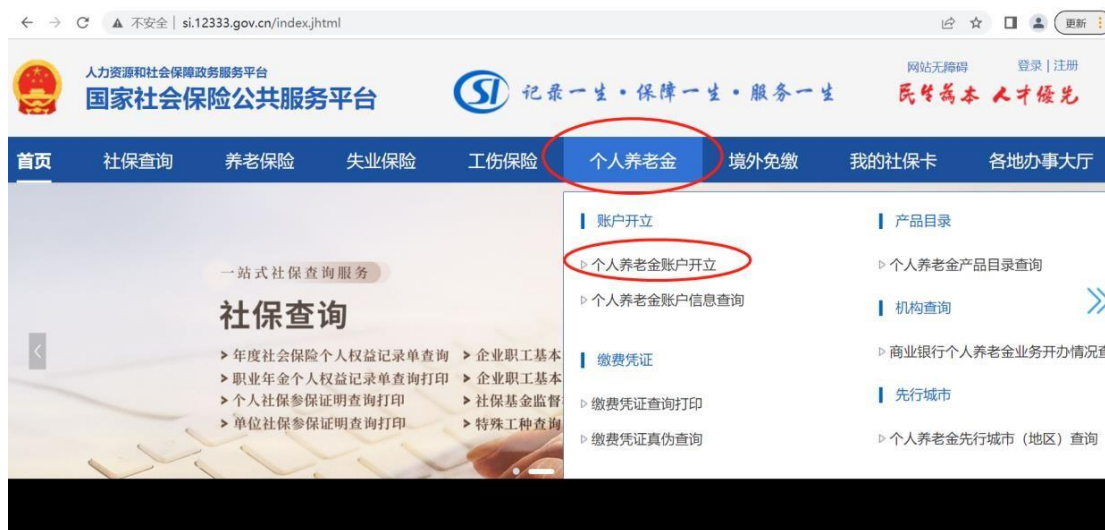 不安全 | si.12333.gov.cn/index.jhtml
更新
人力资源和社会保障政务服务平台
国家社会保险公共服务平台
SI 记录一生·保障一生·服务一生
网站无障碍 登录 | 注册
民生為本 人才優先
首页 社保查询 养老保险 失业保险 工伤保险 个人养老金 境外免缴 我的社保卡 各地办事大厅
一站式社保查询服务
社保查询
年度社会保险个人权益记录单查询 企业职工基本
职业年金个人权益记录单查询打印 企业职工基本
个人社保参保证明查询打印 社保基金监督
单位社保参保证明查询打印 特殊工种查询
账户开立
个人养老金账户开立
个人养老金账户信息查询
缴费凭证
缴费凭证查询打印
缴费凭证真伪查询
产品目录
个人养老金产品目录查询
机构查询
商业银行个人养老金业务开办情况
先行城市
个人养老金先行城市（地区）查询